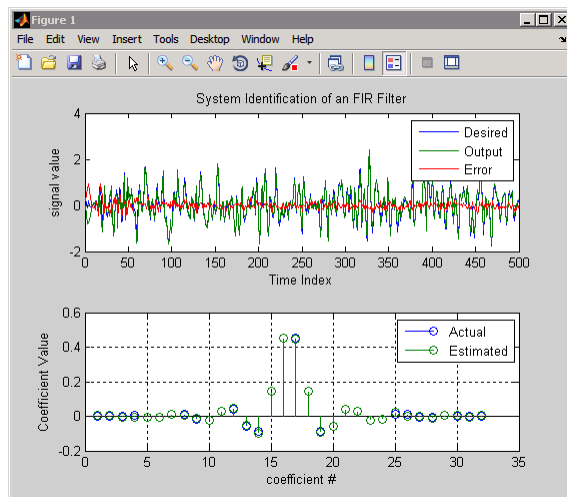 Figure 1
File Edit View Insert Tools Desktop Window Help
System Identification of an FIR Filter
4
2
0
-2
signal value
Desired
Output
Error
0 50 100 150 200 250 300 350 400 450 500
Time Index
0.6
0.4
0.2
0
-0.2
Coefficient Value
Actual
Estimated
0 5 10 15 20 25 30 35
coefficient #